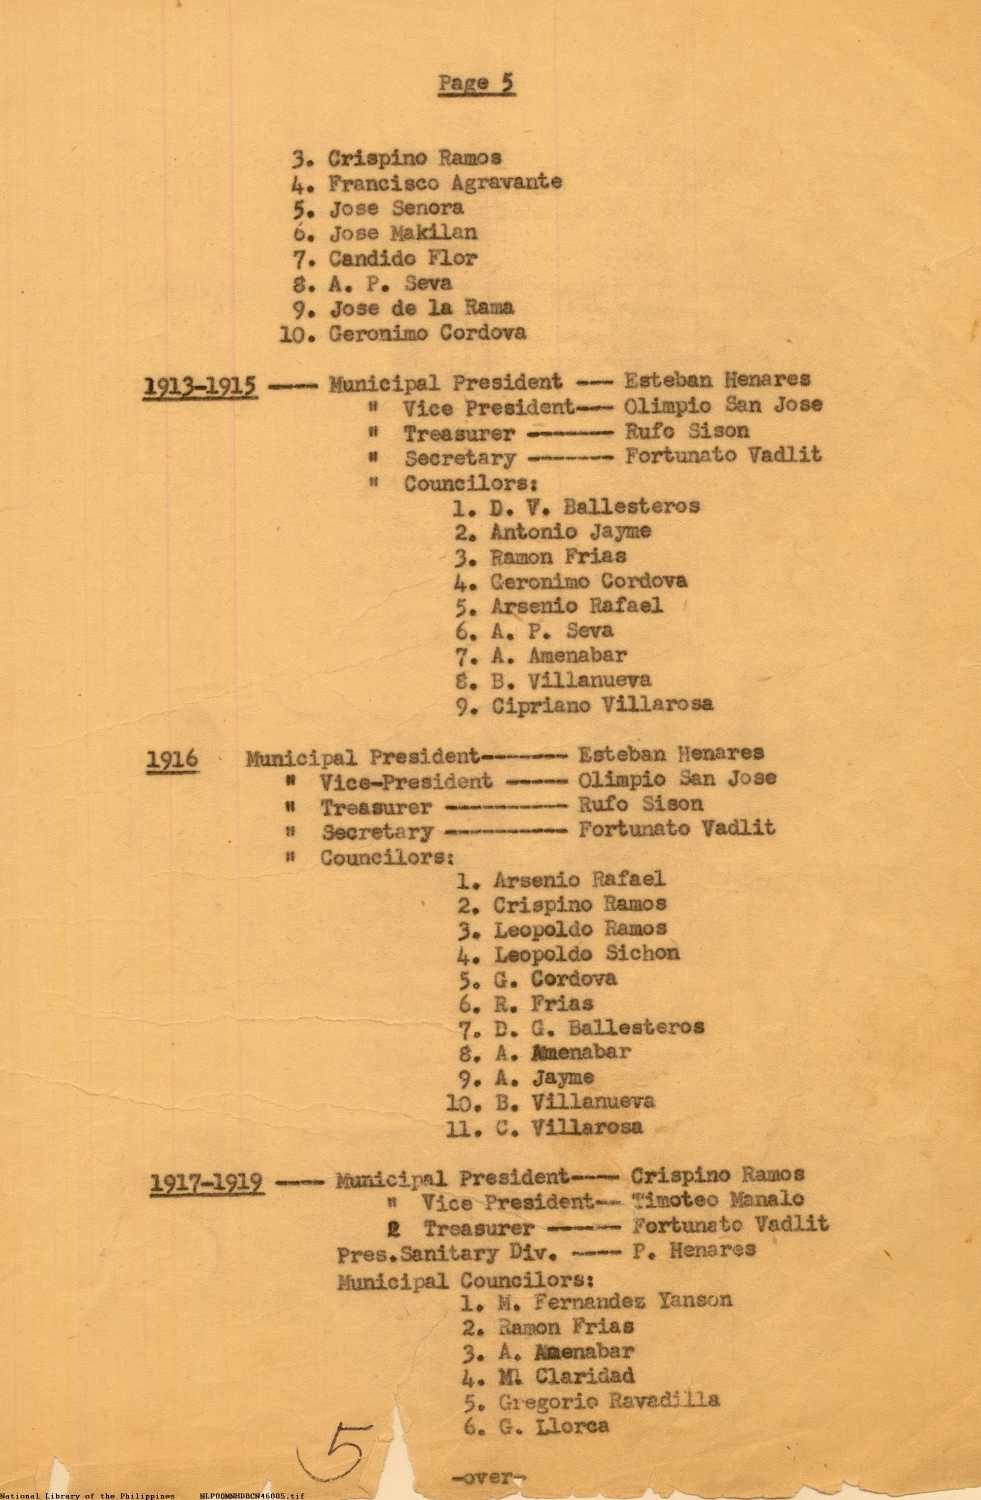 Page 5
3. Crispino Ramos
4. Francisco Agravante
5. Jose Senora
6. Jose Makilan
7. Candido Flor
8. A. P. Seva
9. Jose de la Rama
10. Geronimo Cordova
1913-1915 ---- Municipal President --- Esteban Henares
" Vice President--- Olimpio San Jose
" Treasurer ------- Rufo Sison
" Secretary ------- Fortunato Vadlit
" Councilors:
1. D. V. Ballesteros
2. Antonio Jayme
3. Ramon Frias
4. Geronimo Cordova
5. Arsenio Rafael
6. A. P. Seva
7. A. Amenabar
8. B. Villanueva
9. Cipriano Villarosa
1916 Municipal President------- Esteban Henares
" Vice-President ----- Olimpio San Jose
" Treasurer ---------- Rufo Sison
" Secretary ---------- Fortunato Vadlit
" Councilors:
1. Arsenio Rafael
2. Crispino Ramos
3. Leopoldo Ramos
4. Leopoldo Sichon
5. G. Cordova
6. R. Frias
7. D. G. Ballesteros
8. A. Amenabar
9. A. Jayme
10. B. Villanueva
11. C. Villarosa
1917-1919 ---- Municipal President---- Crispino Ramos
" Vice President-- Timoteo Manalo
2 Treasurer ------ Fortunato Vadlit
Pres.Sanitary Div. ---- P. Henares
Municipal Councilors:
1. M. Fernandez Yanson
2. Ramon Frias
3. A. Amenabar
4. M. Claridad
5. Gregorio Ravadilla
6. G. Llorca
5
-over-
National Library of the Philippines NLPOOMNHDBCN46005.tif